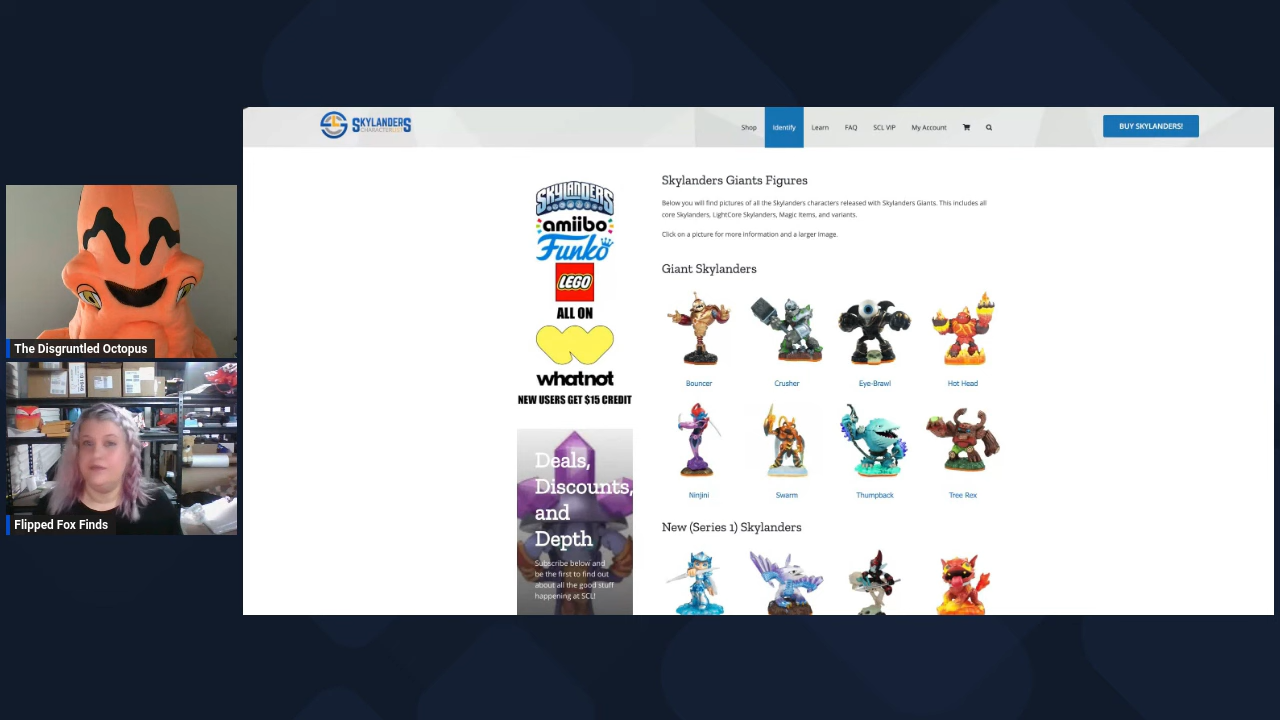 SKYLANDERS
CHARACTER LIST
Shop
Identify
Learn
FAQ
SCL VIP
My Account
BUY SKYLANDERS!
SKYLANDERS
amiibo
Funko
LEGO
ALL ON
whatnot
NEW USERS GET $15 CREDIT
Deals,
Discounts,
and
Depth
Subscribe below and
be the first to find out
about all the good stuff
happening at SCL!
Skylanders Giants Figures
Below you will find pictures of all the Skylanders characters released with Skylanders Giants. This includes all
core Skylanders, LightCore Skylanders, Magic Items, and variants.
Click on a picture for more information and a larger image.
Giant Skylanders
Bouncer
Crusher
Eye-Brawl
Hot Head
Ninjini
Swarm
Thumpback
Tree Rex
New (Series 1) Skylanders
The Disgruntled Octopus
Flipped Fox Finds